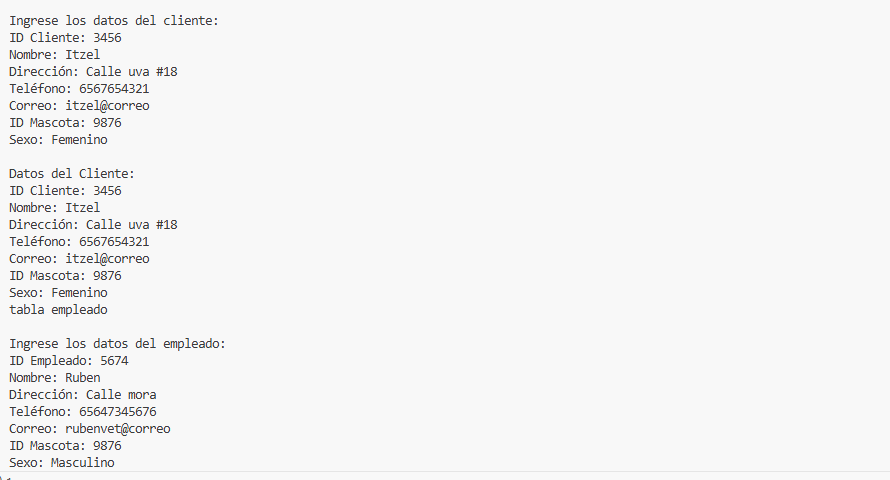 Ingrese los datos del cliente:
ID Cliente: 3456
Nombre: Itzel
Dirección: Calle uva #18
Teléfono: 6567654321
Correo: itzel@correo
ID Mascota: 9876
Sexo: Femenino
Datos del Cliente:
ID Cliente: 3456
Nombre: Itzel
Dirección: Calle uva #18
Teléfono: 6567654321
Correo: itzel@correo
ID Mascota: 9876
Sexo: Femenino
tabla empleado
Ingrese los datos del empleado:
ID Empleado: 5674
Nombre: Ruben
Dirección: Calle mora
Teléfono: 65647345676
Correo: rubenvet@correo
ID Mascota: 9876
Sexo: Masculino